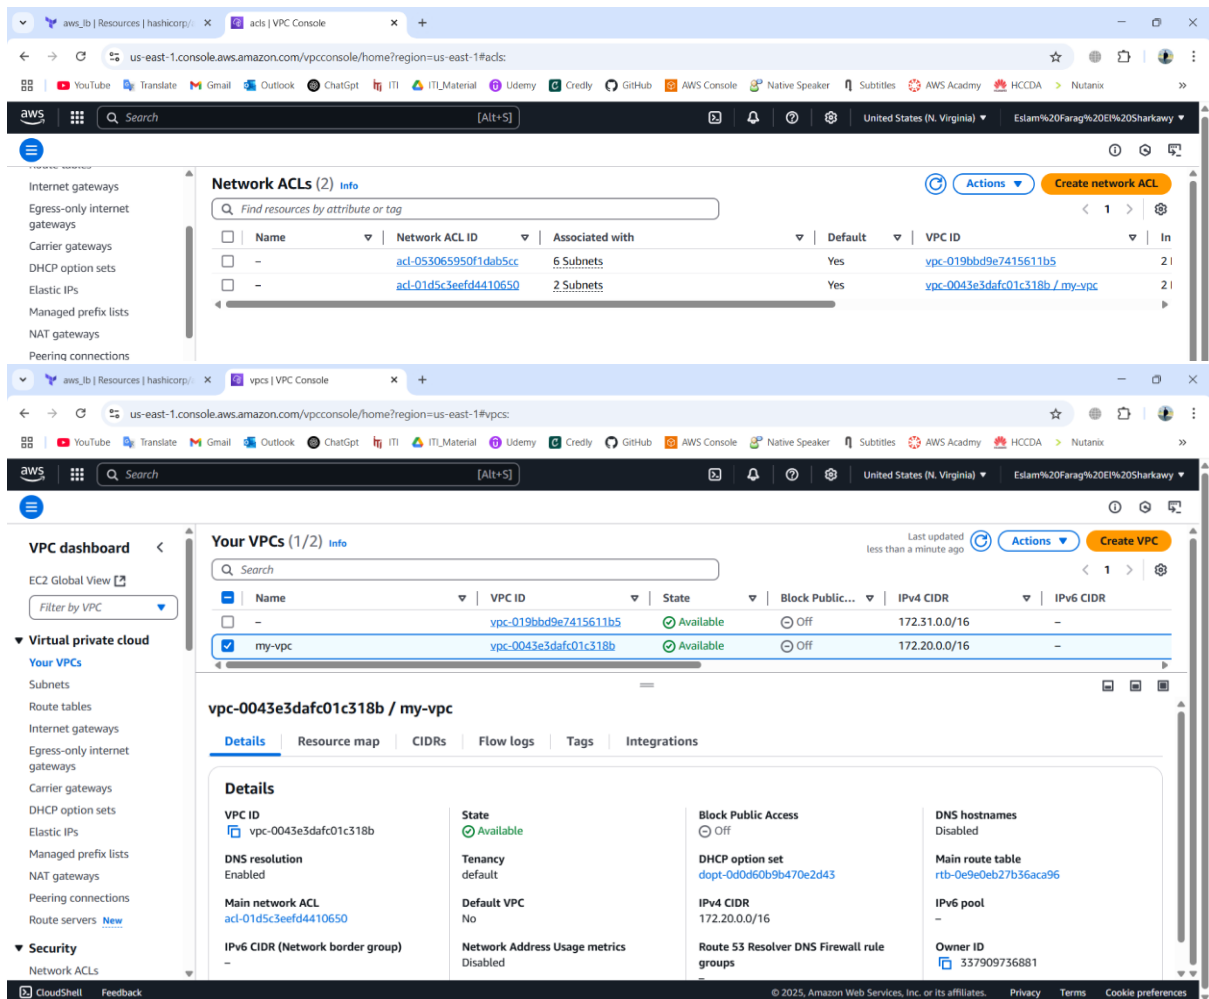 aws_lb | Resources | hashicorp/
acls | VPC Console
us-east-1.console.aws.amazon.com/vpcconsole/home?region=us-east-1#acls:
YouTube Translate Gmail Outlook ChatGpt ITI ITI_Material Udemy Credly GitHub AWS Console Native Speaker Subtitles AWS Acadmy HCCDA Nutanix »
aws Search [Alt+S] United States (N. Virginia) Eslam%20Farag%20El%20Sharkawy
Internet gateways
Egress-only internet gateways
Carrier gateways
DHCP option sets
Elastic IPs
Managed prefix lists
NAT gateways
Peering connections
Network ACLs (2) Info
Actions Create network ACL
Find resources by attribute or tag
1
Name Network ACL ID Associated with Default VPC ID In
– acl-053065950f1dab5cc 6 Subnets Yes vpc-019bbd9e7415611b5 2 I
– acl-01d5c3eefd4410650 2 Subnets Yes vpc-0043e3dafc01c318b / my-vpc 2 I
aws_lb | Resources | hashicorp/
vpcs | VPC Console
us-east-1.console.aws.amazon.com/vpcconsole/home?region=us-east-1#vpcs:
YouTube Translate Gmail Outlook ChatGpt ITI ITI_Material Udemy Credly GitHub AWS Console Native Speaker Subtitles AWS Acadmy HCCDA Nutanix »
aws Search [Alt+S] United States (N. Virginia) Eslam%20Farag%20El%20Sharkawy
VPC dashboard
EC2 Global View
Filter by VPC
Virtual private cloud
Your VPCs
Subnets
Route tables
Internet gateways
Egress-only internet
gateways
Carrier gateways
DHCP option sets
Elastic IPs
Managed prefix lists
NAT gateways
Peering connections
Route servers New
Security
Network ACLs
Your VPCs (1/2) Info
Last updated
less than a minute ago
Actions Create VPC
Search
1
Name VPC ID State Block Public... IPv4 CIDR IPv6 CIDR
– vpc-019bbd9e7415611b5 Available Off 172.31.0.0/16 –
my-vpc vpc-0043e3dafc01c318b Available Off 172.20.0.0/16 –
vpc-0043e3dafc01c318b / my-vpc
Details Resource map CIDRs Flow logs Tags Integrations
Details
VPC ID
vpc-0043e3dafc01c318b
State
Available
Block Public Access
Off
DNS hostnames
Disabled
DNS resolution
Enabled
Tenancy
default
DHCP option set
dopt-0d0d60b9b470e2d43
Main route table
rtb-0e9e0eb27b36aca96
Main network ACL
acl-01d5c3eefd4410650
Default VPC
No
IPv4 CIDR
172.20.0.0/16
IPv6 pool
–
IPv6 CIDR (Network border group)
–
Network Address Usage metrics
Disabled
Route 53 Resolver DNS Firewall rule
groups
–
Owner ID
337909736881
CloudShell Feedback © 2025, Amazon Web Services, Inc. or its affiliates. Privacy Terms Cookie preferences